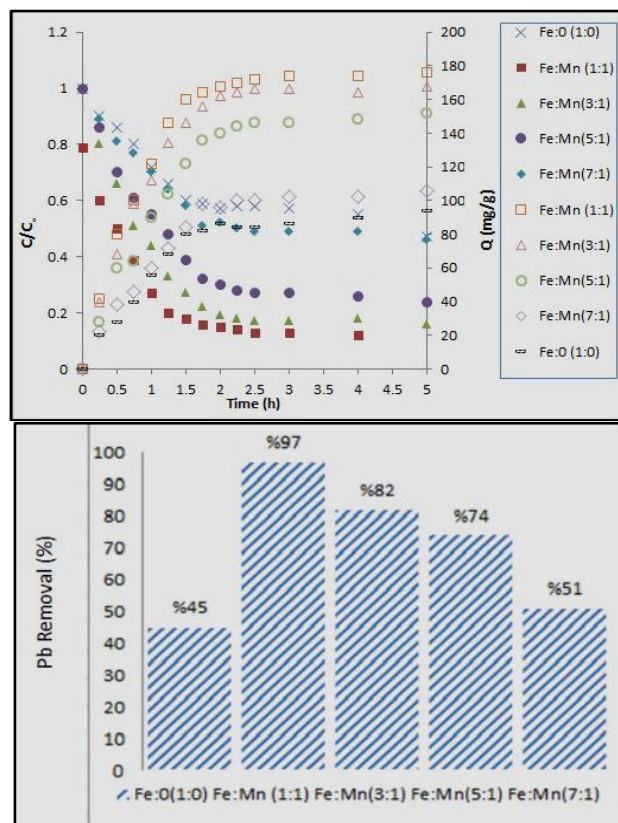 1.2
1
0.8
0.6
0.4
0.2
0
C/C₀
200
180
160
140
120
100
80
60
40
20
0
Q (mg/g)
0 0.5 1 1.5 2 2.5 3 3.5 4 4.5 5
Time (h)
Fe:0 (1:0)
Fe:Mn (1:1)
Fe:Mn(3:1)
Fe:Mn(5:1)
Fe:Mn(7:1)
Fe:Mn (1:1)
Fe:Mn(3:1)
Fe:Mn(5:1)
Fe:Mn(7:1)
Fe:0 (1:0)
Pb Removal (%)
100
90
80
70
60
50
40
30
20
10
0
%45
%97
%82
%74
%51
Fe:0(1:0) Fe:Mn (1:1) Fe:Mn(3:1) Fe:Mn(5:1) Fe:Mn(7:1)